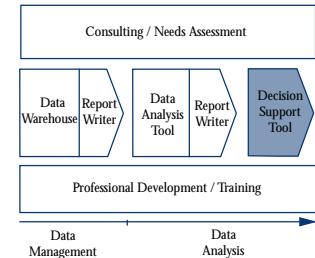 Consulting / Needs Assessment
Data
Warehouse
Report
Writer
Data
Analysis
Tool
Report
Writer
Decision
Support
Tool
Professional Development / Training
Data
Management
Data
Analysis